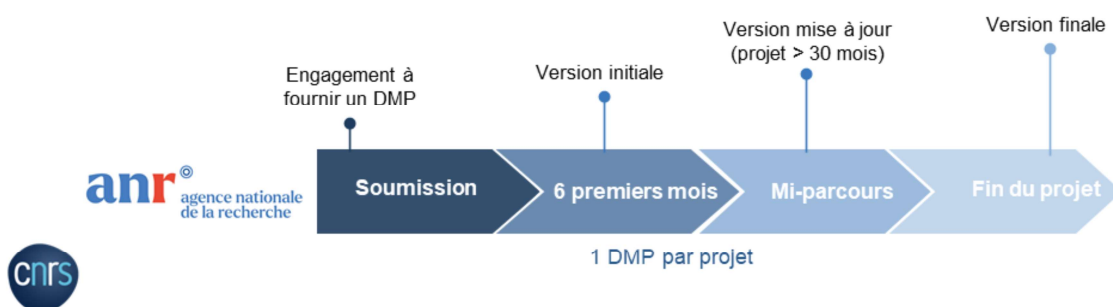 Version mise à jour
(projet > 30 mois)
Version finale
Engagement à
fournir un DMP
Version initiale
anr
agence nationale
de la recherche
Soumission
6 premiers mois
Mi-parcours
Fin du projet
1 DMP par projet
cnrs